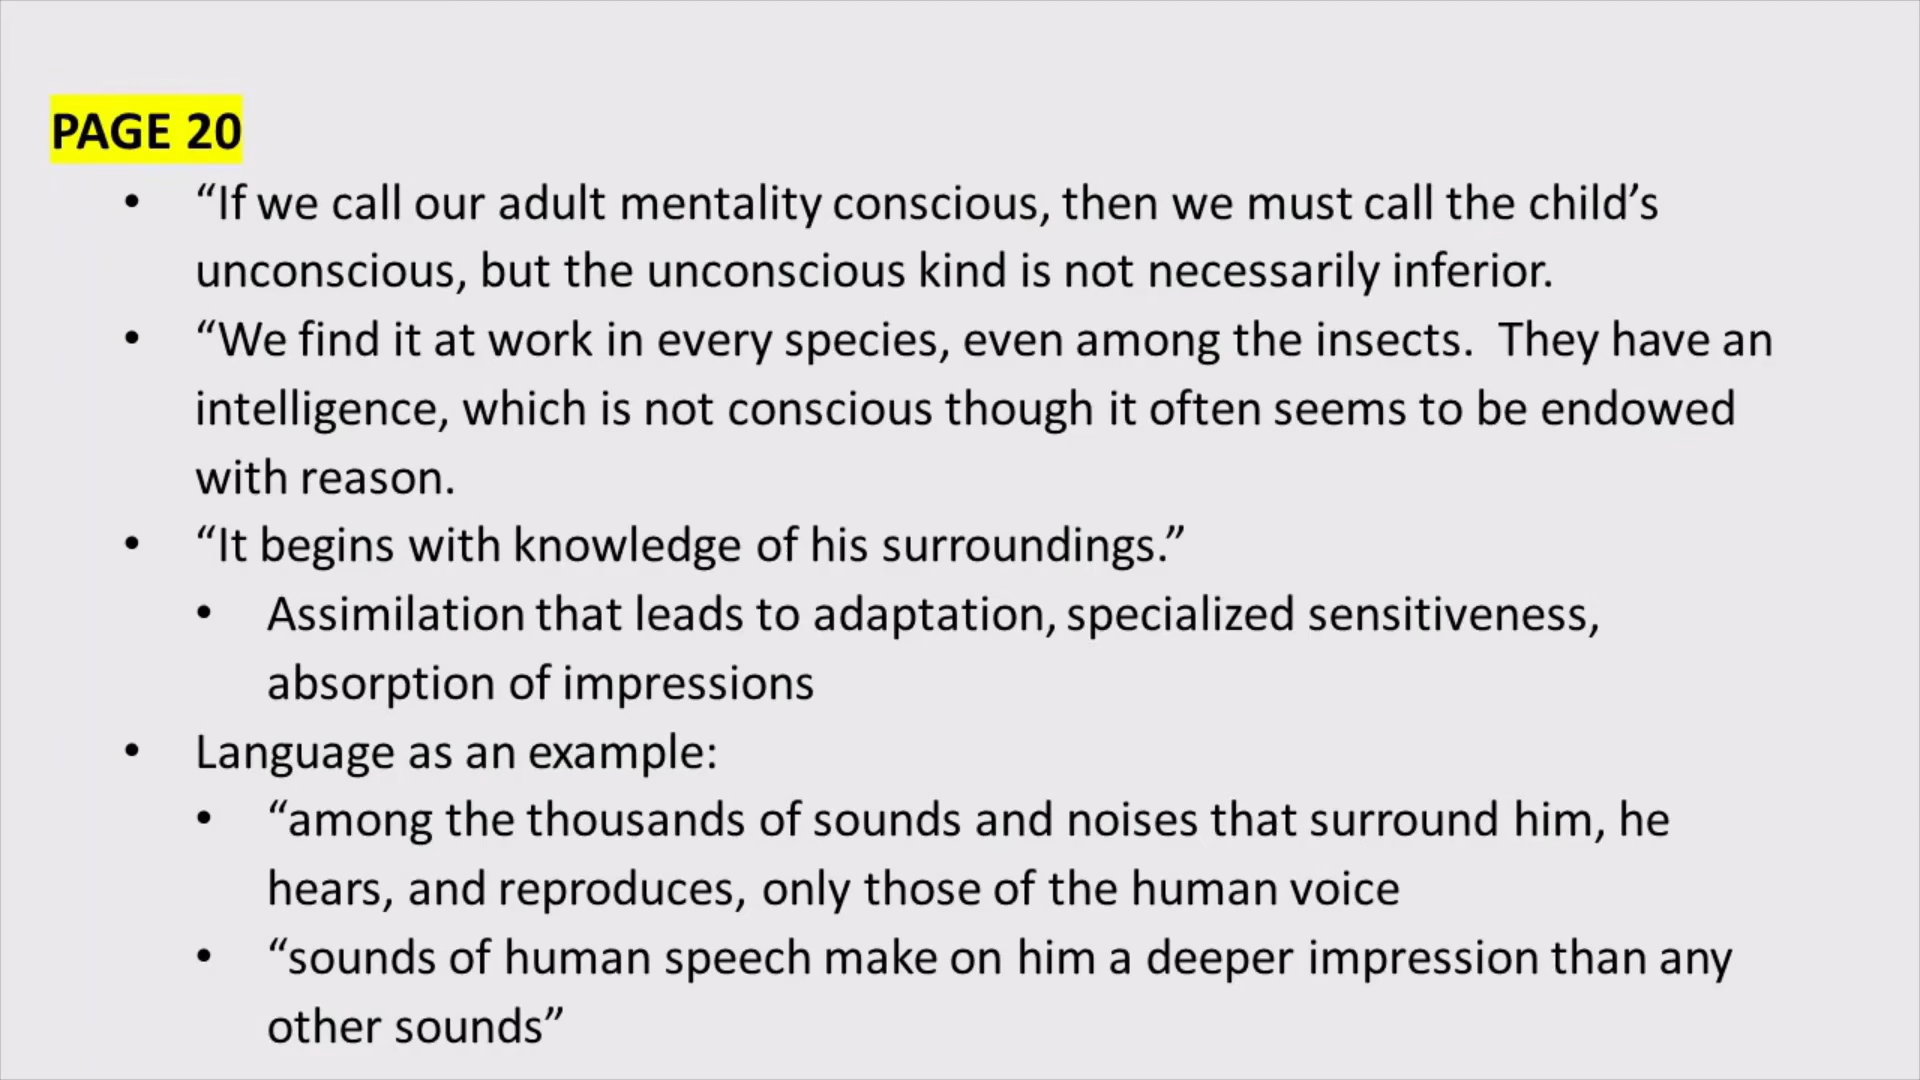 PAGE 20
• “If we call our adult mentality conscious, then we must call the child’s
unconscious, but the unconscious kind is not necessarily inferior.
• “We find it at work in every species, even among the insects.  They have an
intelligence, which is not conscious though it often seems to be endowed
with reason.
• “It begins with knowledge of his surroundings.”
• Assimilation that leads to adaptation, specialized sensitiveness,
absorption of impressions
• Language as an example:
• “among the thousands of sounds and noises that surround him, he
hears, and reproduces, only those of the human voice
• “sounds of human speech make on him a deeper impression than any
other sounds”